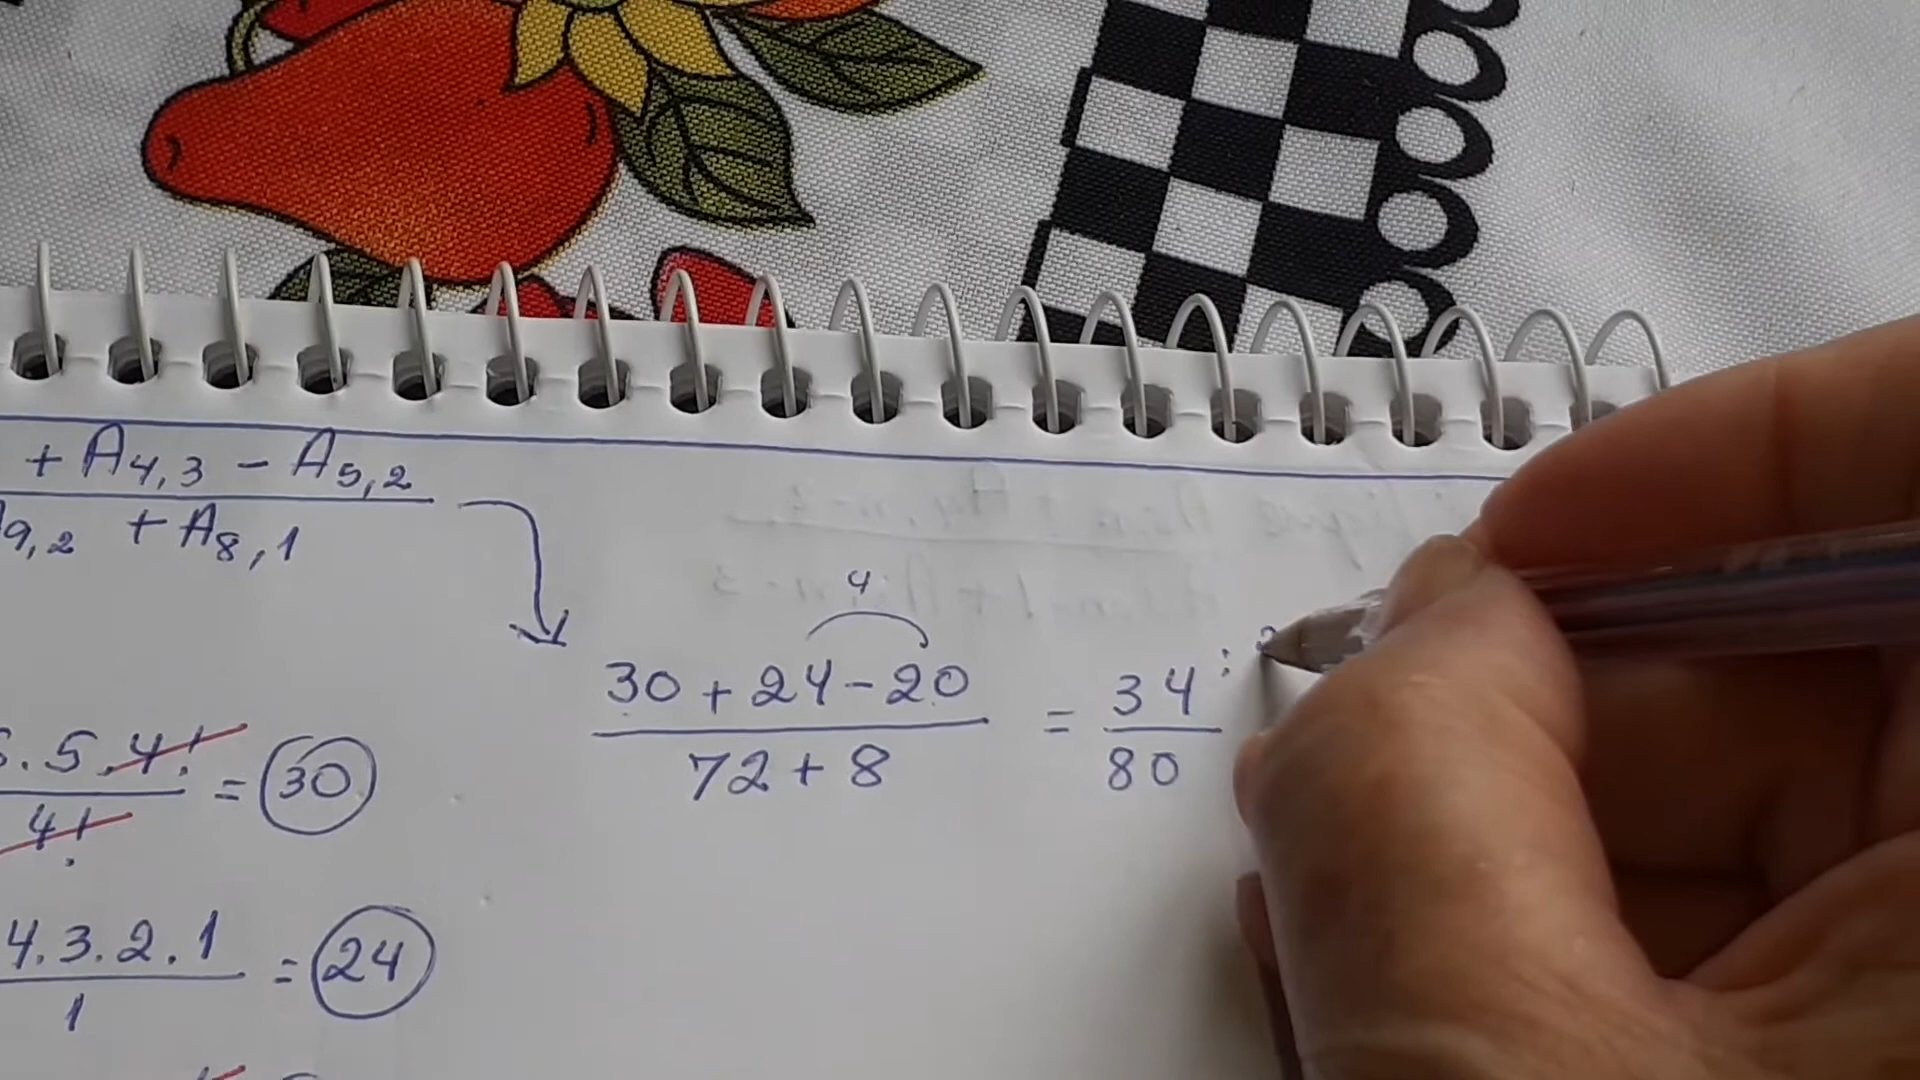 + A4,3 - A5,2
A9,2 + A8,1
4
30 + 24 - 20 = 34 :
72 + 8 80
. 5 . 4! = 30
4!
4.3.2.1 = 24
1